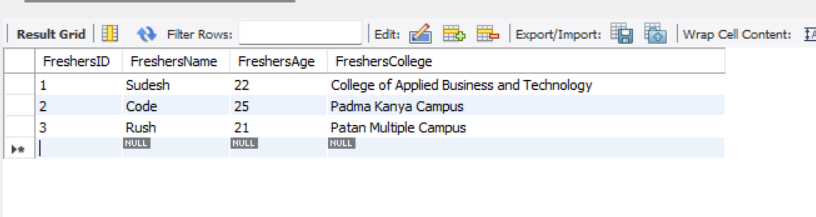 Result Grid Filter Rows: Edit: Export/Import: Wrap Cell Content:
FreshersID FreshersName FreshersAge FreshersCollege
1 Sudesh 22 College of Applied Business and Technology
2 Code 25 Padma Kanya Campus
3 Rush 21 Patan Multiple Campus
NULL NULL NULL